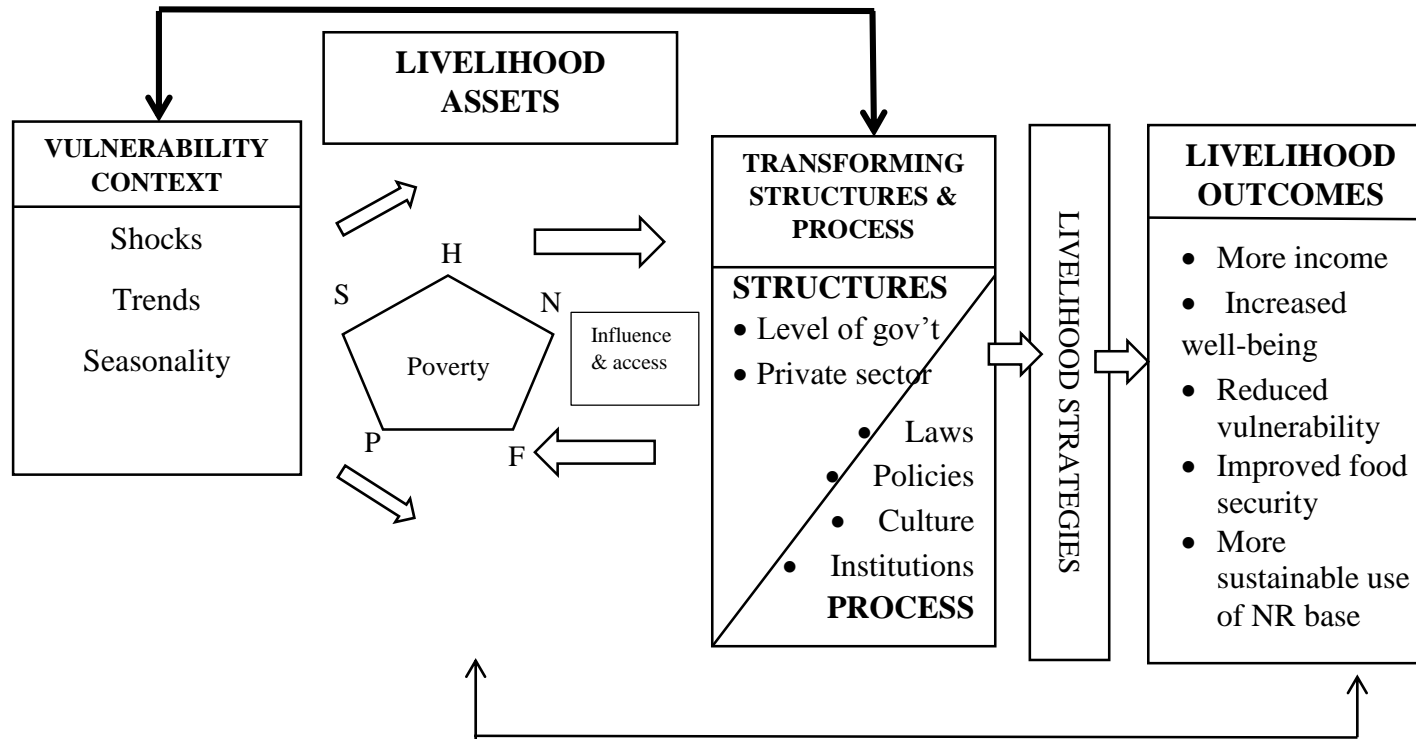 LIVELIHOOD
ASSETS
VULNERABILITY
CONTEXT
Shocks
Trends
Seasonality
H
S
N
P
F
Poverty
Influence
& access
TRANSFORMING
STRUCTURES &
PROCESS
STRUCTURES
• Level of gov't
• Private sector
• Laws
• Policies
• Culture
• Institutions
PROCESS
LIVELIHOOD STRATEGIES
LIVELIHOOD
OUTCOMES
• More income
• Increased
well-being
• Reduced
vulnerability
• Improved food
security
• More
sustainable use
of NR base